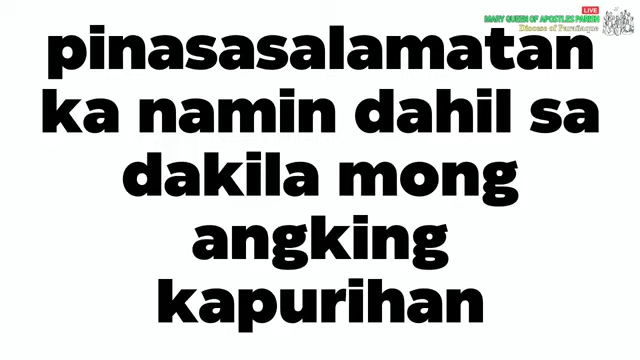 LIVE
MARY QUEEN OF APOSTLES PARISH
Diocese of Parañaque
pinasasalamatan
ka namin dahil sa
dakila mong
angking
kapurihan